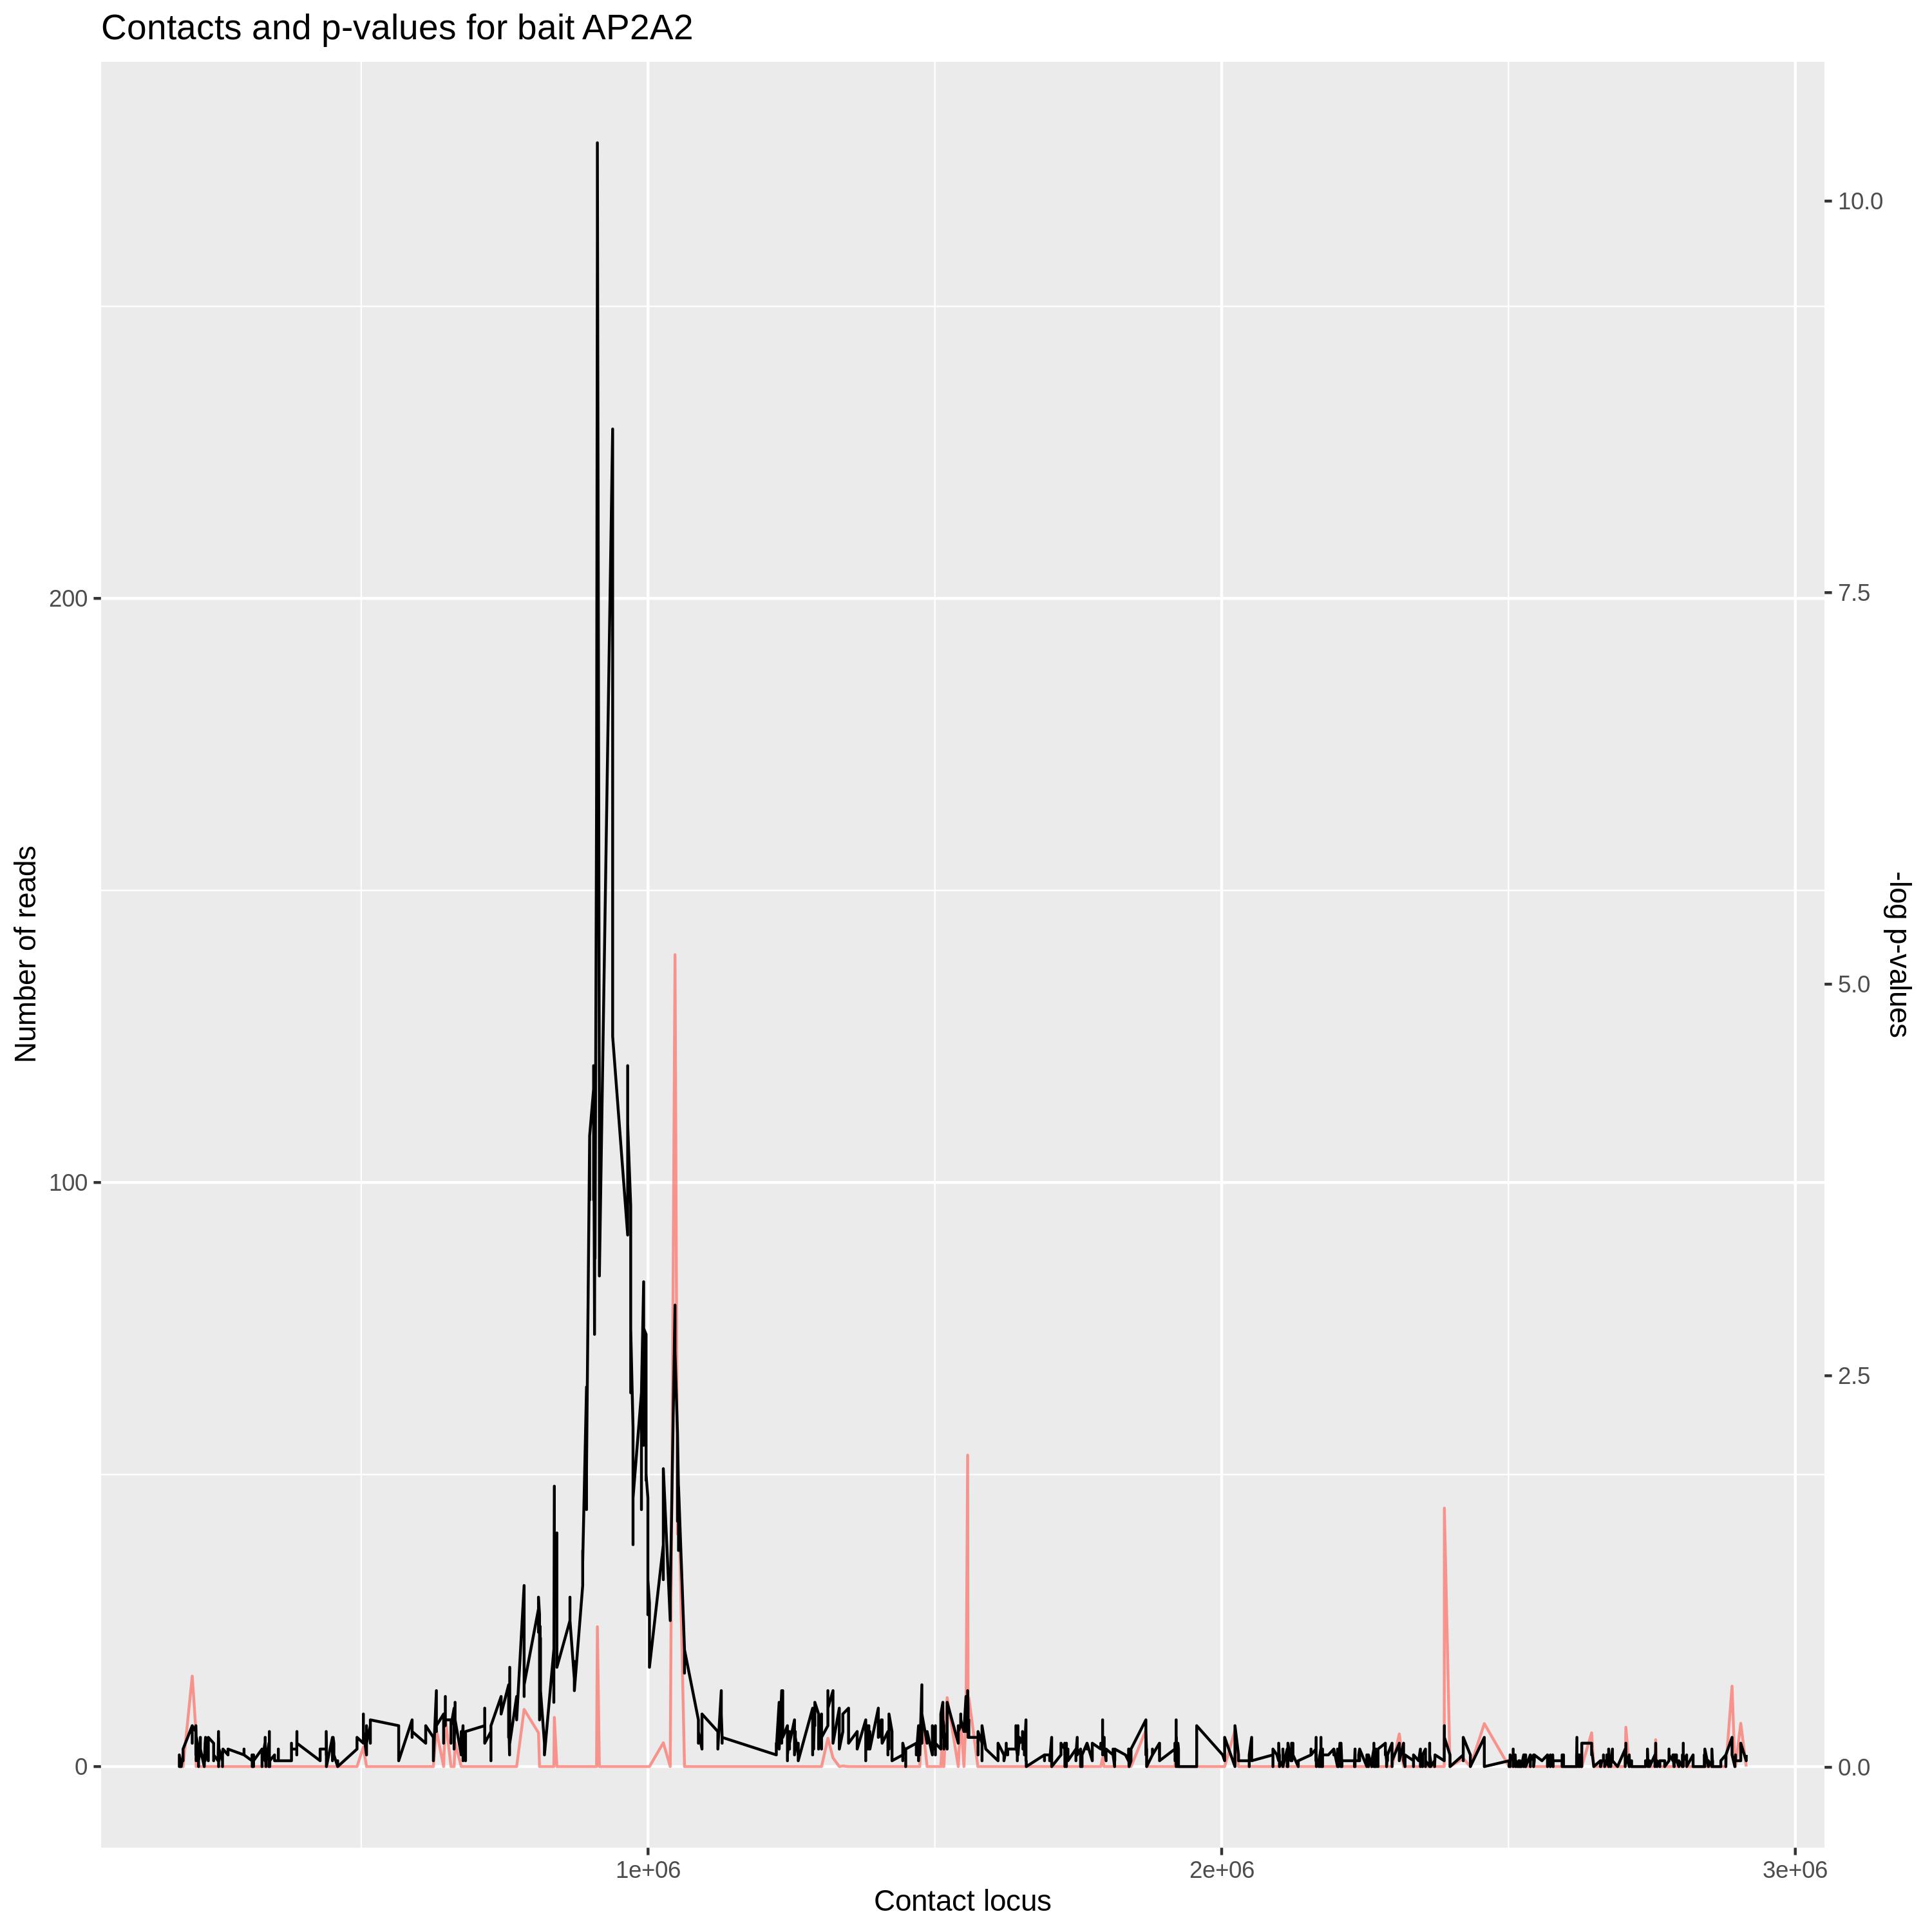 Contacts and p-values for bait AP2A2
Number of reads
200
100
0
10.0
7.5
5.0
2.5
0.0
-log p-values
1e+06
2e+06
3e+06
Contact locus